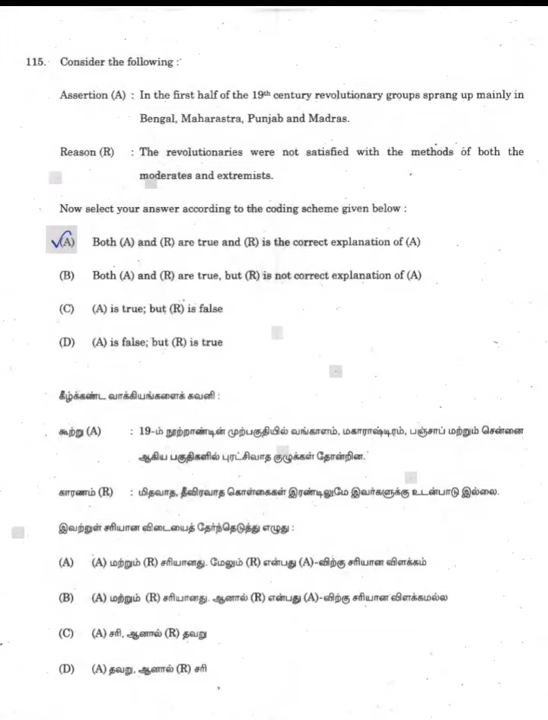 115. Consider the following :
Assertion (A) : In the first half of the 19th century revolutionary groups sprang up mainly in
Bengal, Maharastra, Punjab and Madras.
Reason (R) : The revolutionaries were not satisfied with the methods of both the
moderates and extremists.
Now select your answer according to the coding scheme given below :
(A) Both (A) and (R) are true and (R) is the correct explanation of (A)
(B) Both (A) and (R) are true, but (R) is not correct explanation of (A)
(C) (A) is true; but (R) is false
(D) (A) is false; but (R) is true
கீழ்க்கண்ட வாக்கியங்களைக் கவனி :
கூற்று (A) : 19-ம் நூற்றாண்டின் முற்பகுதியில் வங்காளம், மகாராஷ்டிரம், பஞ்சாப் மற்றும் சென்னை
ஆகிய பகுதிகளில் புரட்சிவாத குழுக்கள் தோன்றின.
காரணம் (R) : மிதவாத, தீவிரவாத கொள்கைகள் இரண்டிலுமே இவர்களுக்கு உடன்பாடு இல்லை.
இவற்றுள் சரியான விடையைத் தேர்ந்தெடுத்து எழுது :
(A) (A) மற்றும் (R) சரியானது. மேலும் (R) என்பது (A)-விற்கு சரியான விளக்கம்
(B) (A) மற்றும் (R) சரியானது. ஆனால் (R) என்பது (A)-விற்கு சரியான விளக்கமல்ல
(C) (A) சரி, ஆனால் (R) தவறு
(D) (A) தவறு, ஆனால் (R) சரி